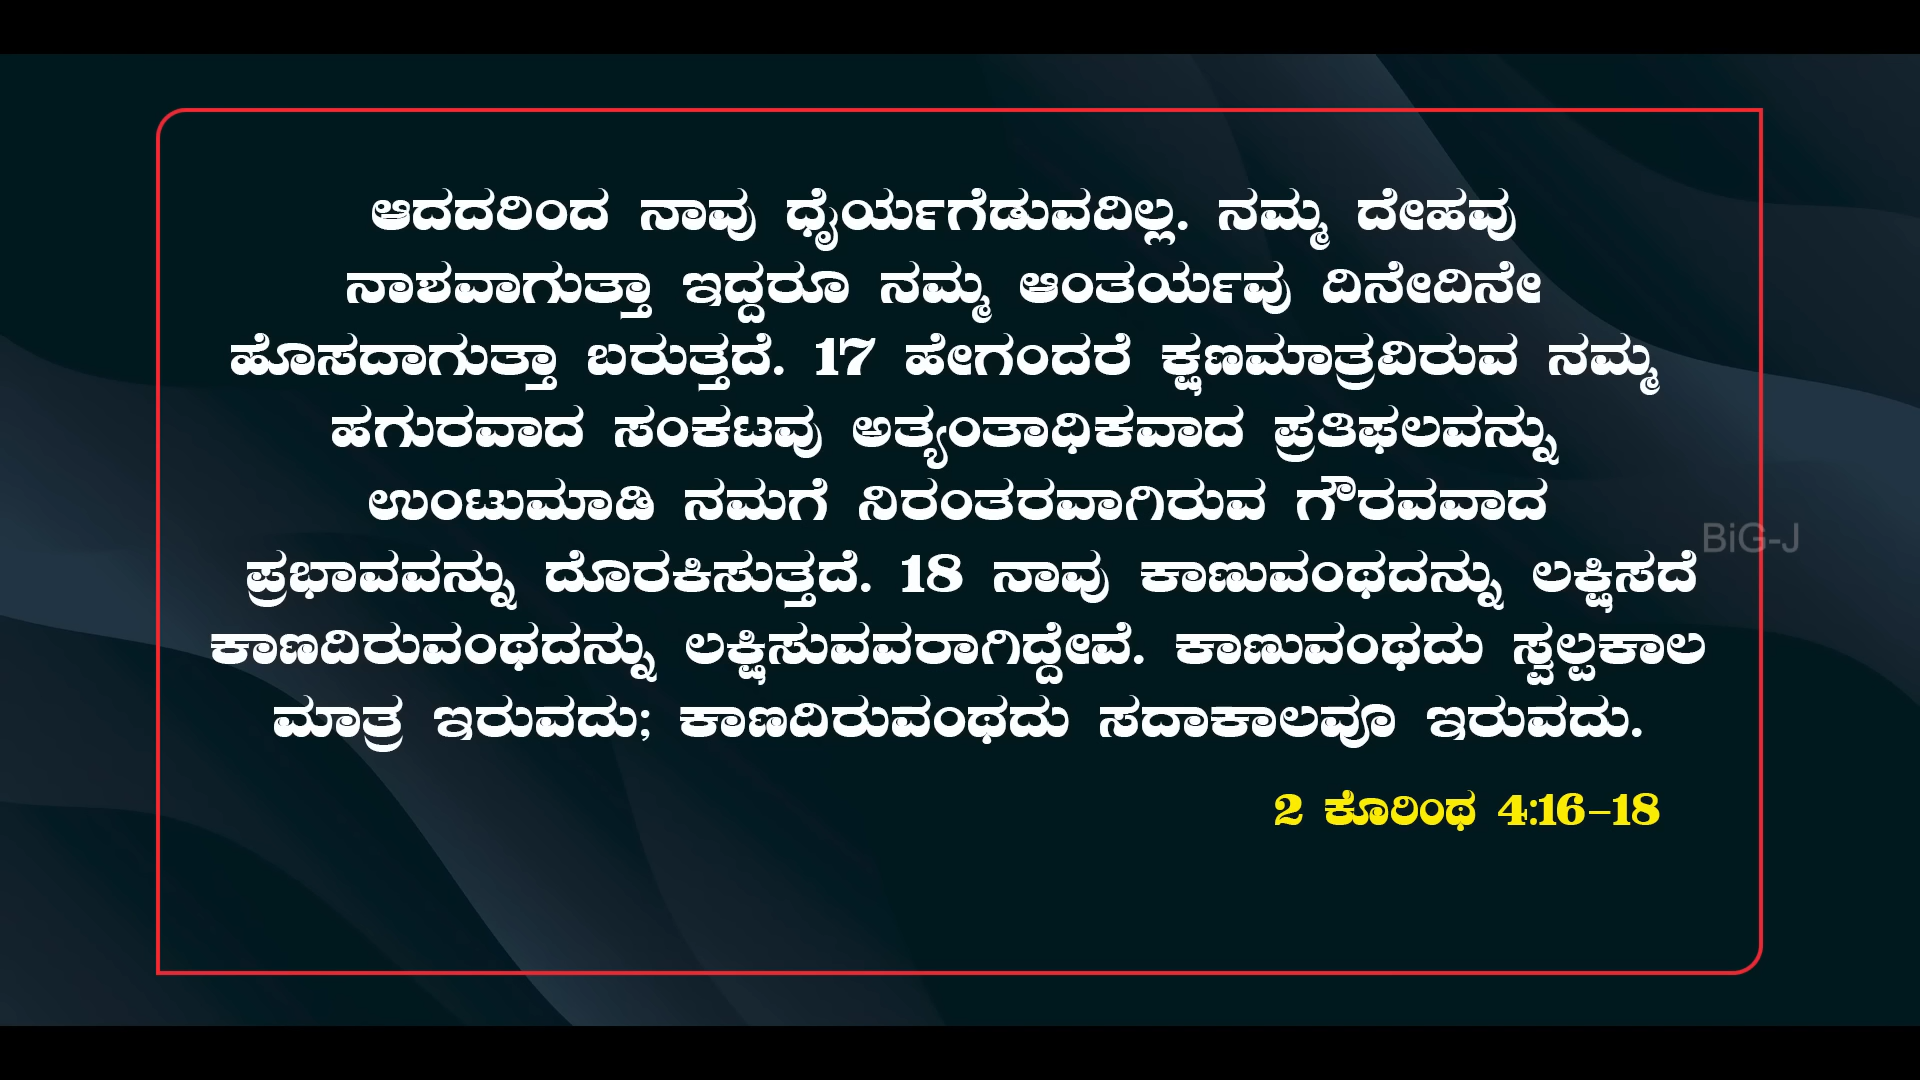 ಆದದರಿಂದ ನಾವು ಧೈರ್ಯಗೆಡುವದಿಲ್ಲ. ನಮ್ಮ ದೇಹವು
ನಾಶವಾಗುತ್ತಾ ಇದ್ದರೂ ನಮ್ಮ ಆಂತರ್ಯವು ದಿನೇದಿನೇ
ಹೊಸದಾಗುತ್ತಾ ಬರುತ್ತದೆ. 17 ಹೇಗಂದರೆ ಕ್ಷಣಮಾತ್ರವಿರುವ ನಮ್ಮ
ಹಗುರವಾದ ಸಂಕಟವು ಅತ್ಯಂತಾಧಿಕವಾದ ಪ್ರತಿಫಲವನ್ನು
ಉಂಟುಮಾಡಿ ನಮಗೆ ನಿರಂತರವಾಗಿರುವ ಗೌರವವಾದ
ಪ್ರಭಾವವನ್ನು ದೊರಕಿಸುತ್ತದೆ. 18 ನಾವು ಕಾಣುವಂಥದನ್ನು ಲಕ್ಷಿಸದೆ
ಕಾಣದಿರುವಂಥದನ್ನು ಲಕ್ಷಿಸುವವರಾಗಿದ್ದೇವೆ. ಕಾಣುವಂಥದು ಸ್ವಲ್ಪಕಾಲ
ಮಾತ್ರ ಇರುವದು; ಕಾಣದಿರುವಂಥದು ಸದಾಕಾಲವೂ ಇರುವದು.
2 ಕೊರಿಂಥ 4:16-18
BiG-J